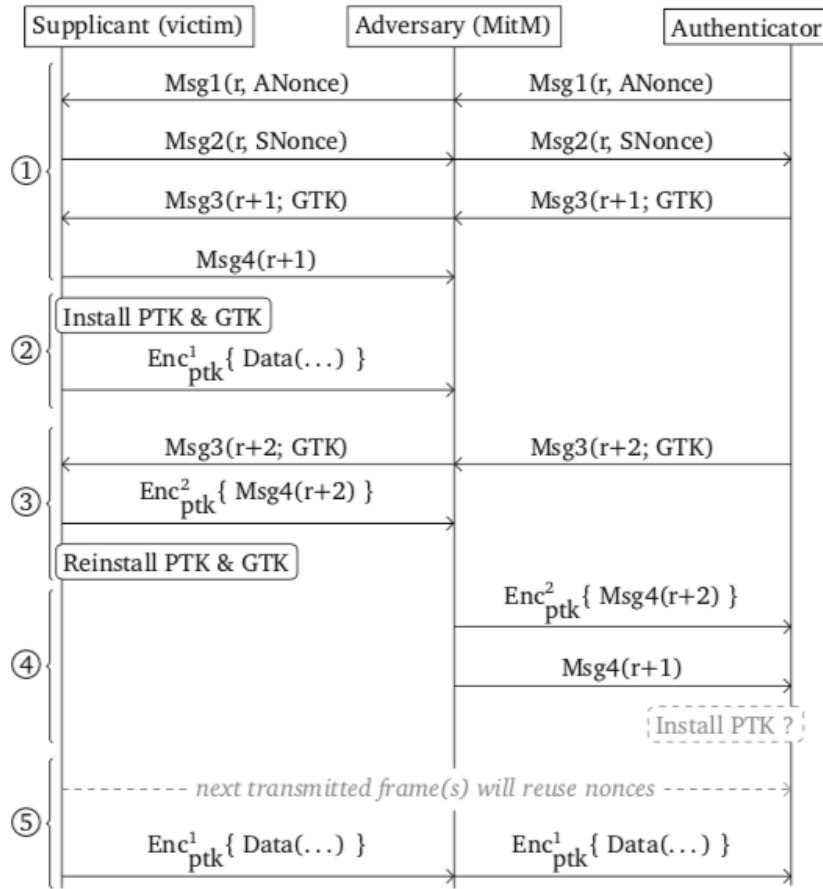 Supplicant (victim) Adversary (MitM) Authenticator
Msg1(r, ANonce) Msg1(r, ANonce)
Msg2(r, SNonce) Msg2(r, SNonce)
①
Msg3(r+1; GTK) Msg3(r+1; GTK)
Msg4(r+1)
Install PTK & GTK
②
Enc¹ptk{ Data(...) }
Msg3(r+2; GTK) Msg3(r+2; GTK)
③
Enc²ptk{ Msg4(r+2) }
Reinstall PTK & GTK
Enc²ptk{ Msg4(r+2) }
④
Msg4(r+1)
Install PTK ?
next transmitted frame(s) will reuse nonces
⑤
Enc¹ptk{ Data(...) } Enc¹ptk{ Data(...) }